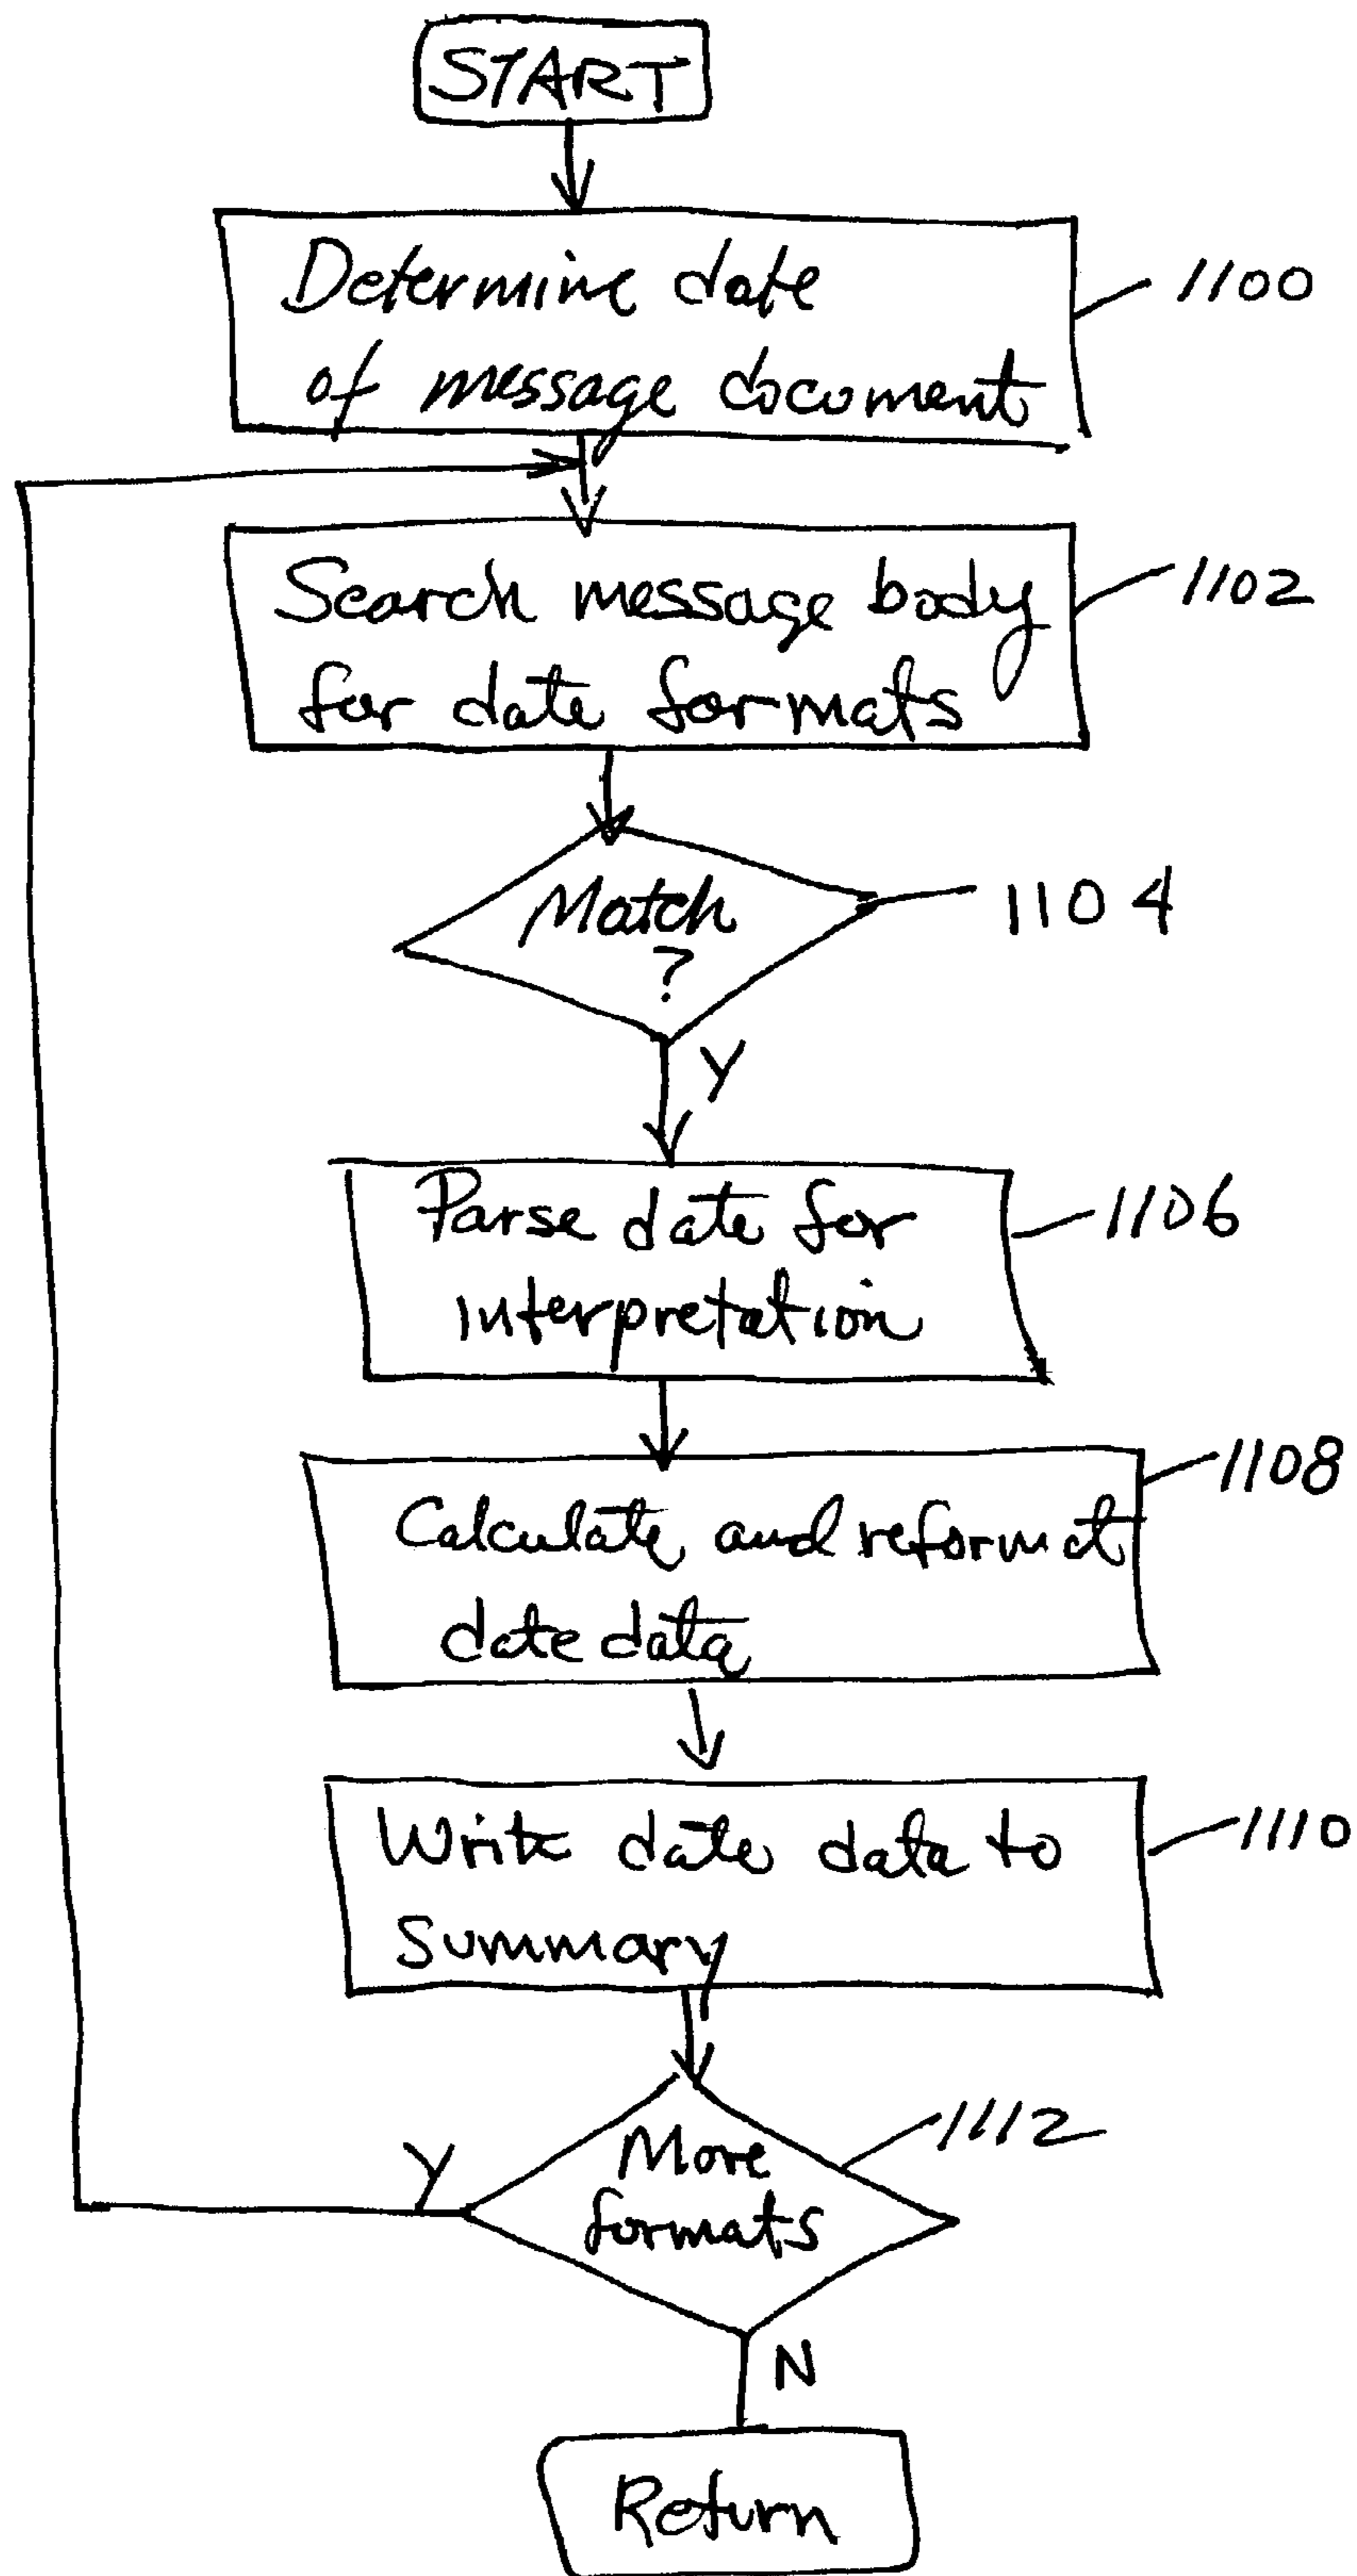 START
Determine date
of message document
1100
Search message body
for date formats
1102
Match
?
1104
Y
Parse date for
interpretation
1106
Calculate and reformat
date data
1108
Write date data to
Summary
1110
More
formats
1112
Y
N
Return